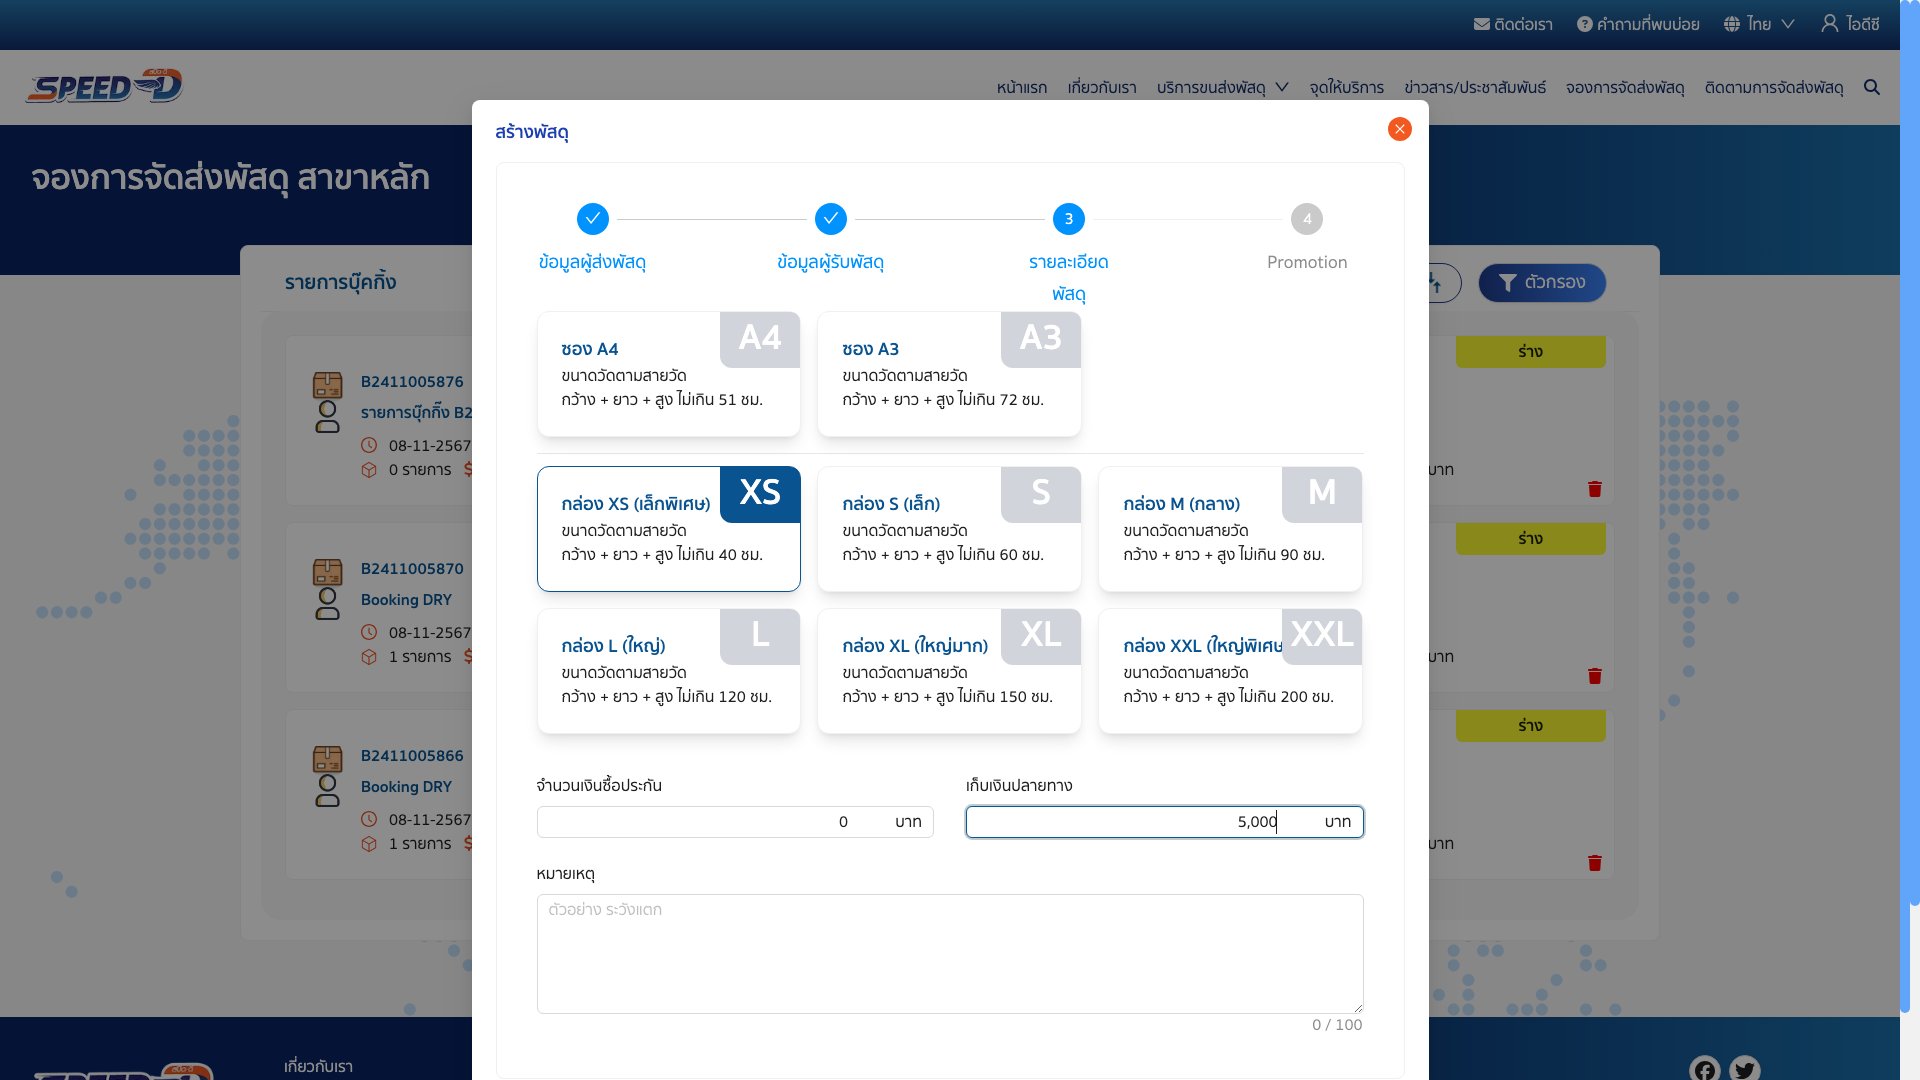 ติดต่อเรา
คำถามที่พบบ่อย
ไทย
ไอดีซี
สปีด-ดี
SPEED-D
หน้าแรก
เกี่ยวกับเรา
บริการขนส่งพัสดุ
จุดให้บริการ
ข่าวสาร/ประชาสัมพันธ์
จองการจัดส่งพัสดุ
ติดตามการจัดส่งพัสดุ
จองการจัดส่งพัสดุ สาขาหลัก
รายการบุ๊คกิ้ง
ตัวกรอง
B2411005876
รายการบุ๊กกิ๊ง B2
08-11-2567
0 รายการ
ร่าง
บาท
B2411005870
Booking DRY
08-11-2567
1 รายการ
ร่าง
บาท
B2411005866
Booking DRY
08-11-2567
1 รายการ
ร่าง
บาท
สร้างพัสดุ
ข้อมูลผู้ส่งพัสดุ
ข้อมูลผู้รับพัสดุ
3
รายละเอียด
พัสดุ
4
Promotion
A4
ซอง A4
ขนาดวัดตามสายวัด
กว้าง + ยาว + สูง ไม่เกิน 51 ซม.
A3
ซอง A3
ขนาดวัดตามสายวัด
กว้าง + ยาว + สูง ไม่เกิน 72 ซม.
XS
กล่อง XS (เล็กพิเศษ)
ขนาดวัดตามสายวัด
กว้าง + ยาว + สูง ไม่เกิน 40 ซม.
S
กล่อง S (เล็ก)
ขนาดวัดตามสายวัด
กว้าง + ยาว + สูง ไม่เกิน 60 ซม.
M
กล่อง M (กลาง)
ขนาดวัดตามสายวัด
กว้าง + ยาว + สูง ไม่เกิน 90 ซม.
L
กล่อง L (ใหญ่)
ขนาดวัดตามสายวัด
กว้าง + ยาว + สูง ไม่เกิน 120 ซม.
XL
กล่อง XL (ใหญ่มาก)
ขนาดวัดตามสายวัด
กว้าง + ยาว + สูง ไม่เกิน 150 ซม.
XXL
กล่อง XXL (ใหญ่พิเศษ
ขนาดวัดตามสายวัด
กว้าง + ยาว + สูง ไม่เกิน 200 ซม.
จำนวนเงินซื้อประกัน
0 บาท
เก็บเงินปลายทาง
5,000 บาท
หมายเหตุ
ตัวอย่าง ระวังแตก
0 / 100
เกี่ยวกับเรา